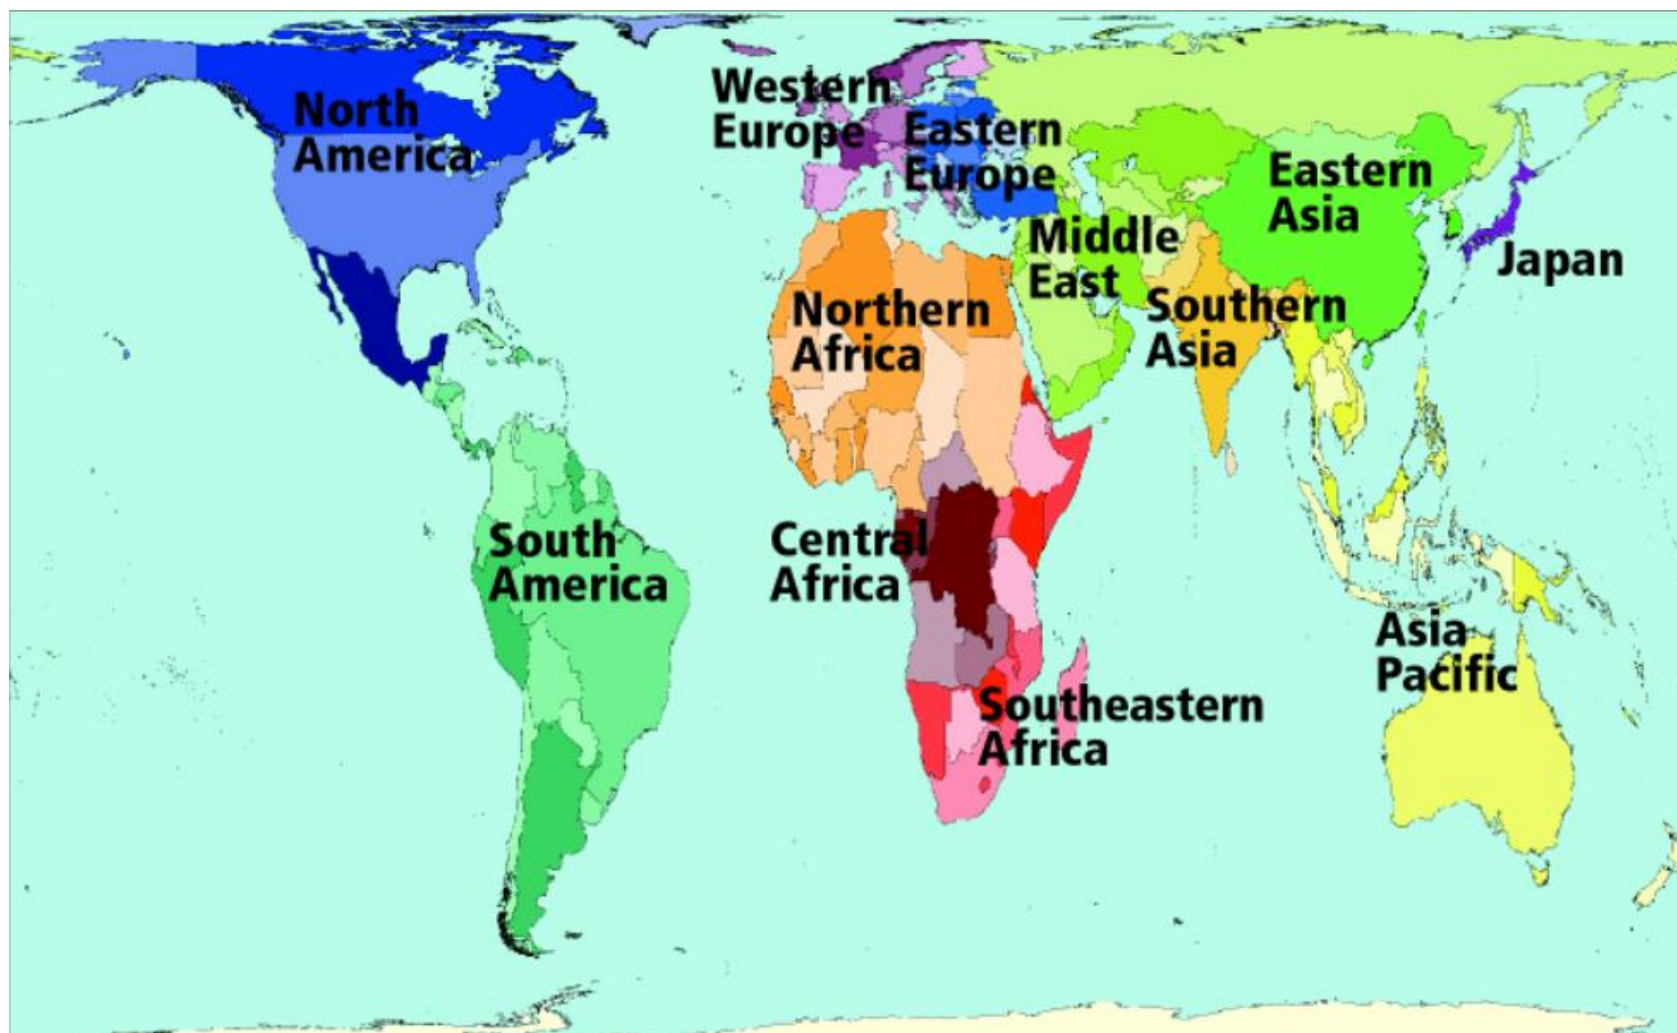 North
America
Western
Europe
Eastern
Europe
Eastern
Asia
Middle
East
Japan
Northern
Africa
Southern
Asia
South
America
Central
Africa
Asia
Pacific
Southeastern
Africa